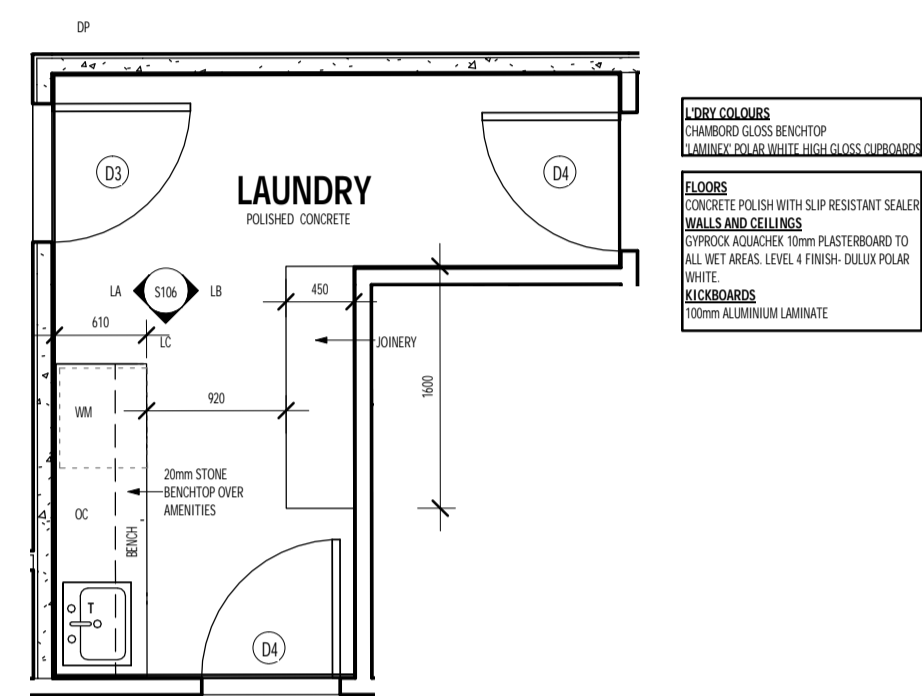 DP
D3
D4
LAUNDRY
POLISHED CONCRETE
LA
S106
LB
LC
610
450
JOINERY
920
1600
WM
20mm STONE
BENCHTOP OVER
AMENITIES
OC
BENCH
T
D4
L'DRY COLOURS
CHAMBORD GLOSS BENCHTOP
'LAMINEX' POLAR WHITE HIGH GLOSS CUPBOARDS
FLOORS
CONCRETE POLISH WITH SLIP RESISTANT SEALER
WALLS AND CEILINGS
GYPROCK AQUACHEK 10mm PLASTERBOARD TO
ALL WET AREAS. LEVEL 4 FINISH- DULUX POLAR
WHITE.
KICKBOARDS
100mm ALUMINIUM LAMINATE